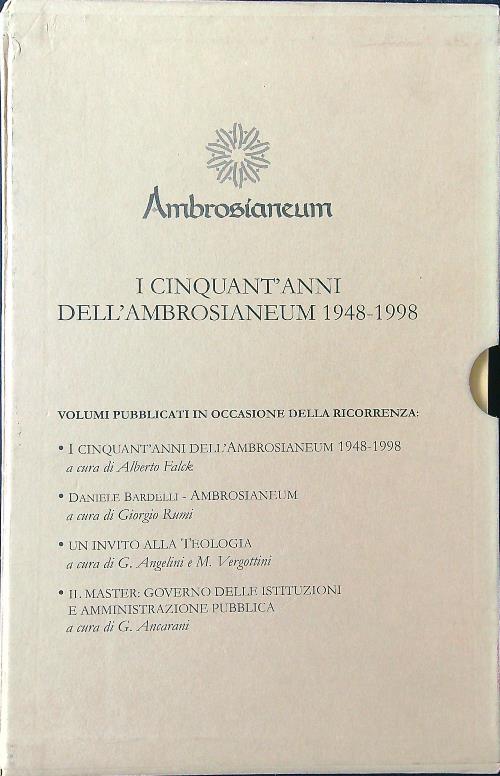 Ambrosianeum
I CINQUANT'ANNI
DELL'AMBROSIANEUM 1948-1998
VOLUMI PUBBLICATI IN OCCASIONE DELLA RICORRENZA:
• I CINQUANT'ANNI DELL'AMBROSIANEUM 1948-1998
a cura di Alberto Falck
• DANIELE BARDELLI - AMBROSIANEUM
a cura di Giorgio Rumi
• UN INVITO ALLA TEOLOGIA
a cura di G. Angelini e M. Vergottini
• IL MASTER: GOVERNO DELLE ISTITUZIONI
E AMMINISTRAZIONE PUBBLICA
a cura di G. Ancarani